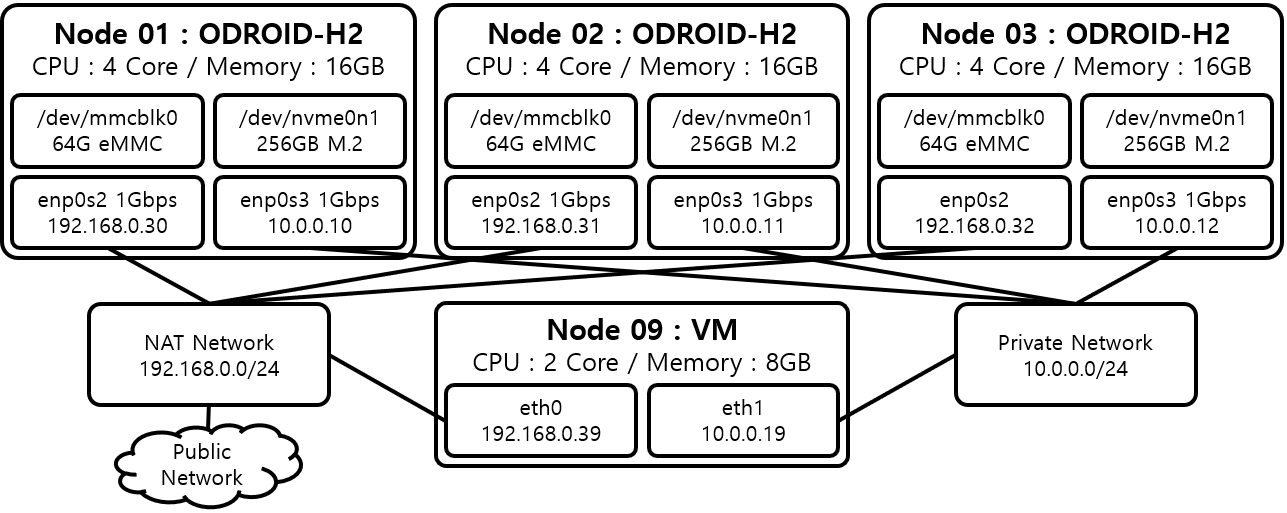 Node 01 : ODROID-H2
CPU : 4 Core / Memory : 16GB
/dev/mmcblk0
64G eMMC
/dev/nvme0n1
256GB M.2
enp0s2 1Gbps
192.168.0.30
enp0s3 1Gbps
10.0.0.10
Node 02 : ODROID-H2
CPU : 4 Core / Memory : 16GB
/dev/mmcblk0
64G eMMC
/dev/nvme0n1
256GB M.2
enp0s2 1Gbps
192.168.0.31
enp0s3 1Gbps
10.0.0.11
Node 03 : ODROID-H2
CPU : 4 Core / Memory : 16GB
/dev/mmcblk0
64G eMMC
/dev/nvme0n1
256GB M.2
enp0s2
192.168.0.32
enp0s3 1Gbps
10.0.0.12
NAT Network
192.168.0.0/24
Node 09 : VM
CPU : 2 Core / Memory : 8GB
eth0
192.168.0.39
eth1
10.0.0.19
Private Network
10.0.0.0/24
Public
Network